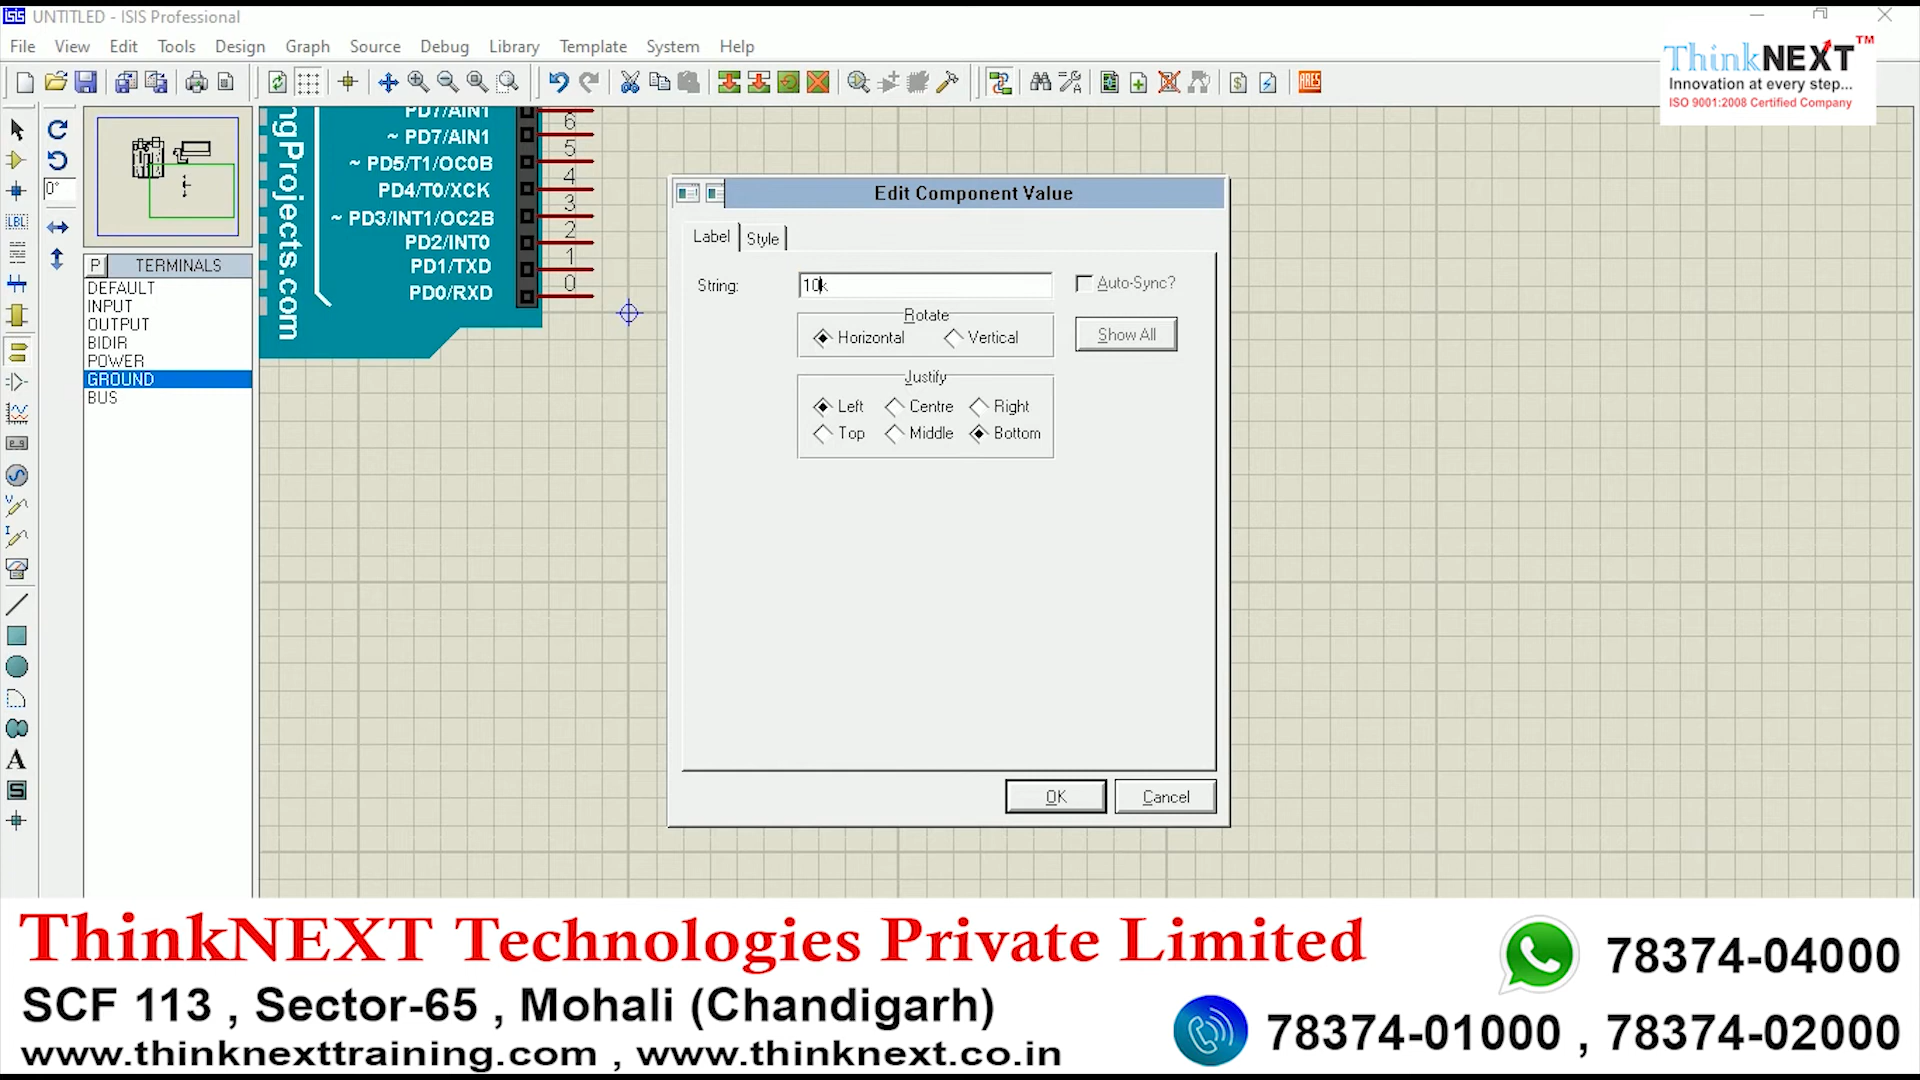 UNTITLED - ISIS Professional
File View Edit Tools Design Graph Source Debug Library Template System Help
ThinkNEXT™
Innovation at every step...
ISO 9001:2008 Certified Company
ARES
0°
LBL
P TERMINALS
DEFAULT
INPUT
OUTPUT
BIDIR
POWER
GROUND
BUS
ngProjects.com
PD7/AIN1
~ PD7/AIN1
~ PD5/T1/OC0B
PD4/T0/XCK
~ PD3/INT1/OC2B
PD2/INT0
PD1/TXD
PD0/RXD
6
5
4
3
2
1
0
Edit Component Value
Label Style
String: 10k
Auto-Sync?
Rotate
Horizontal Vertical
Show All
Justify
Left Centre Right
Top Middle Bottom
OK Cancel
ThinkNEXT Technologies Private Limited
SCF 113 , Sector-65 , Mohali (Chandigarh)
www.thinknexttraining.com , www.thinknext.co.in
78374-04000
78374-01000 , 78374-02000